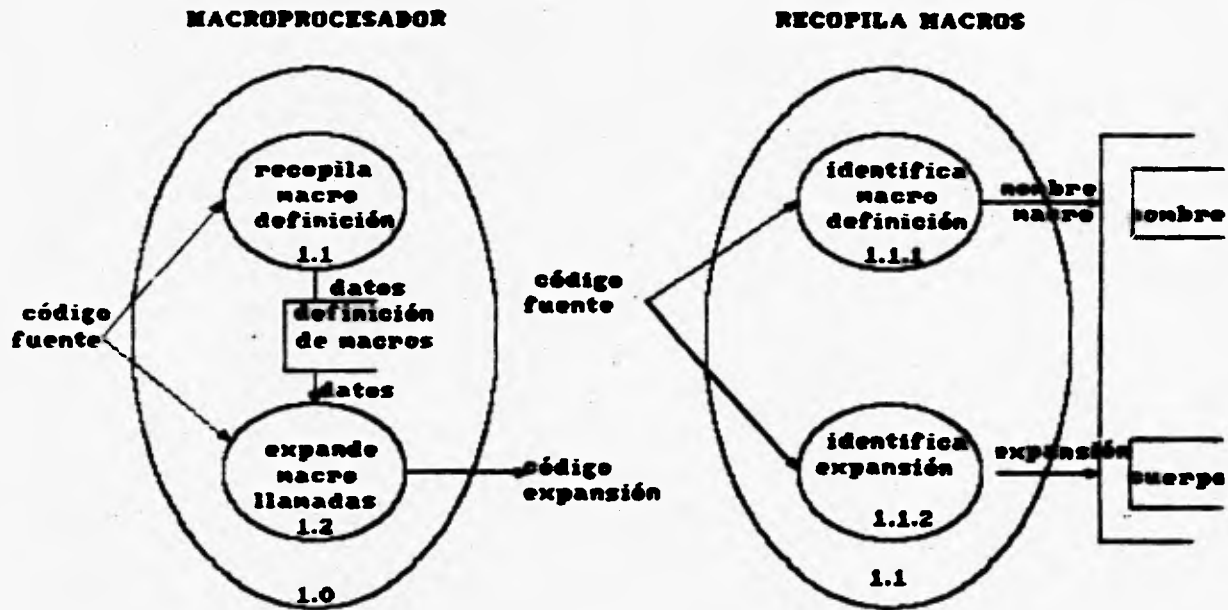 MACROPROCESADOR
recopila
macro
definición
1.1
datos
definición
de macros
datos
código
fuente
expande
macro
llamadas
1.2
código
expansión
1.0
RECOPILA MACROS
identifica
macro
definición
1.1.1
nombre
macro
nombre
código
fuente
identifica
expansión
1.1.2
expansión
cuerpo
1.1